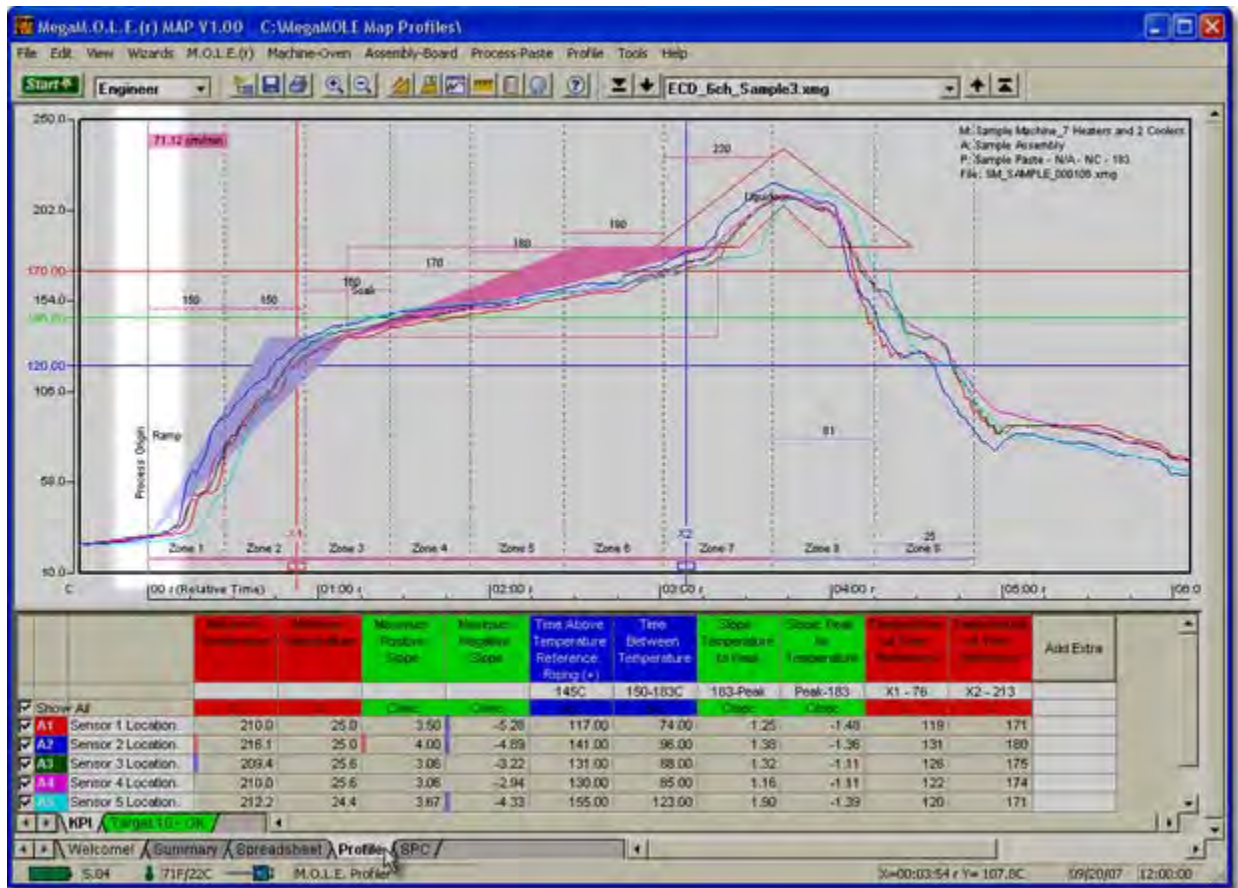 MegaM.O.L.E.(r) MAP V1.00 C:\MegaMOLE Map Profiles\
File Edit View Wizards M.O.L.E.(r) Machine-Oven Assembly-Board Process-Paste Profile Tools Help
Start Engineer ECD_6ch_Sample3.xmg
250.0
71.12 cm/min
M: Sample Machine_7 Heaters and 2 Coolers
A: Sample Assembly
P: Sample Paste - N/A - NC - 183
File: SM_SAMPLE_000106.xmg
230
202.0
Liquidous
190
180
170
170.00
160
Soak
154.0
150 150
120.00
106.0
Process Origin
Ramp
81
58.0
X1 X2
25
Zone 1 Zone 2 Zone 3 Zone 4 Zone 5 Zone 6 Zone 7 Zone 8 Zone 9
10.0
C 00 r (Relative Time) 01:00 r 02:00 r 03:00 r 04:00 r 05:00 r 06:0
Maximum Positive Slope
Maximum Negative Slope
Time Above Temperature Reference Rising (+)
Time Between Temperature
Slope Temperature to Peak
Slope: Peak to Temperature
Add Extra
145C 150-183C 183-Peak Peak-183 X1 - 76 X2 - 213
Show All
A1 Sensor 1 Location. 210.0 25.0 3.50 -5.28 117.00 74.00 1.25 -1.48 119 171
A2 Sensor 2 Location. 216.1 25.0 4.00 -4.89 141.00 96.00 1.38 -1.36 131 180
A3 Sensor 3 Location. 209.4 25.6 3.06 -3.22 131.00 88.00 1.32 -1.11 126 175
A4 Sensor 4 Location. 210.0 25.6 3.06 -2.94 130.00 85.00 1.16 -1.11 122 174
A5 Sensor 5 Location. 212.2 24.4 3.67 -4.33 155.00 123.00 1.90 -1.39 120 171
KPI Target 10 - OK
Welcome! Summary Spreadsheet Profile SPC
5.04 71F/22C M.O.L.E. Profiler X=00:03:54 r Y= 107.8C 09/20/07 12:00:00